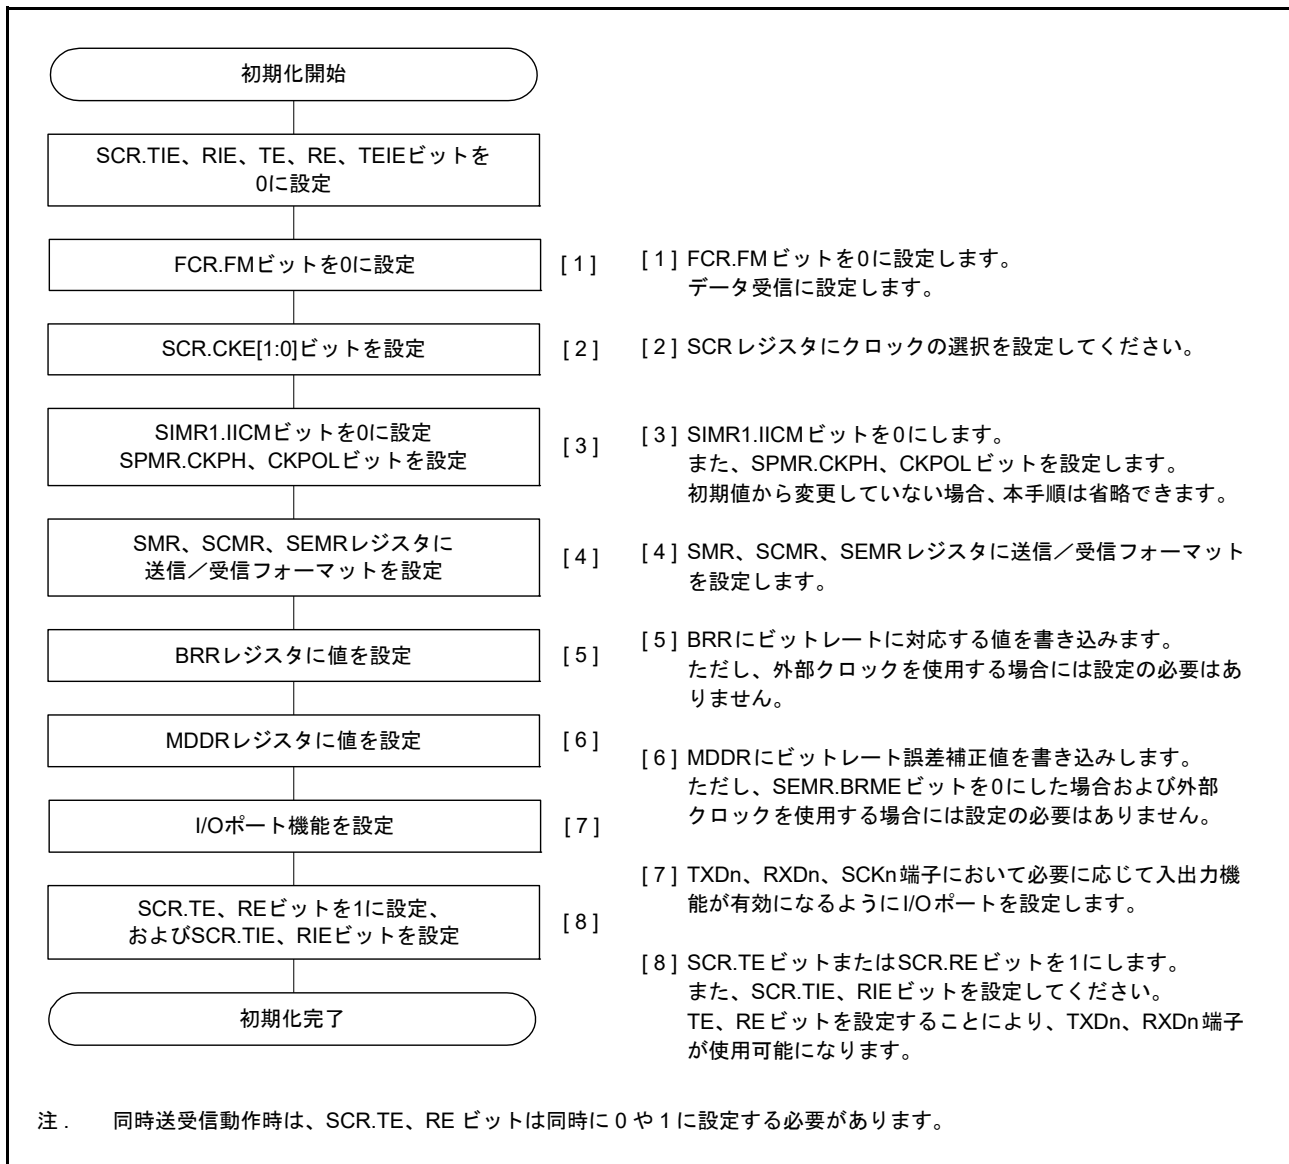 初期化開始
SCR.TIE、RIE、TE、RE、TEIEビットを
0に設定
FCR.FMビットを0に設定
[ 1 ]
SCR.CKE[1:0]ビットを設定
[ 2 ]
SIMR1.IICMビットを0に設定
SPMR.CKPH、CKPOLビットを設定
[ 3 ]
SMR、SCMR、SEMRレジスタに
送信／受信フォーマットを設定
[ 4 ]
BRRレジスタに値を設定
[ 5 ]
MDDRレジスタに値を設定
[ 6 ]
I/Oポート機能を設定
[ 7 ]
SCR.TE、REビットを1に設定、
およびSCR.TIE、RIEビットを設定
[ 8 ]
初期化完了
[ 1 ] FCR.FMビットを0に設定します。
データ受信に設定します。
[ 2 ] SCRレジスタにクロックの選択を設定してください。
[ 3 ] SIMR1.IICMビットを0にします。
また、SPMR.CKPH、CKPOLビットを設定します。
初期値から変更していない場合、本手順は省略できます。
[ 4 ] SMR、SCMR、SEMRレジスタに送信／受信フォーマット
を設定します。
[ 5 ] BRRにビットレートに対応する値を書き込みます。
ただし、外部クロックを使用する場合には設定の必要はあ
りません。
[ 6 ] MDDRにビットレート誤差補正値を書き込みします。
ただし、SEMR.BRMEビットを0にした場合および外部
クロックを使用する場合には設定の必要はありません。
[ 7 ] TXDn、RXDn、SCKn端子において必要に応じて入出力機
能が有効になるようにI/Oポートを設定します。
[ 8 ] SCR.TEビットまたはSCR.REビットを1にします。
また、SCR.TIE、RIEビットを設定してください。
TE、REビットを設定することにより、TXDn、RXDn端子
が使用可能になります。
注 . 同時送受信動作時は、SCR.TE、RE ビットは同時に 0 や 1 に設定する必要があります。